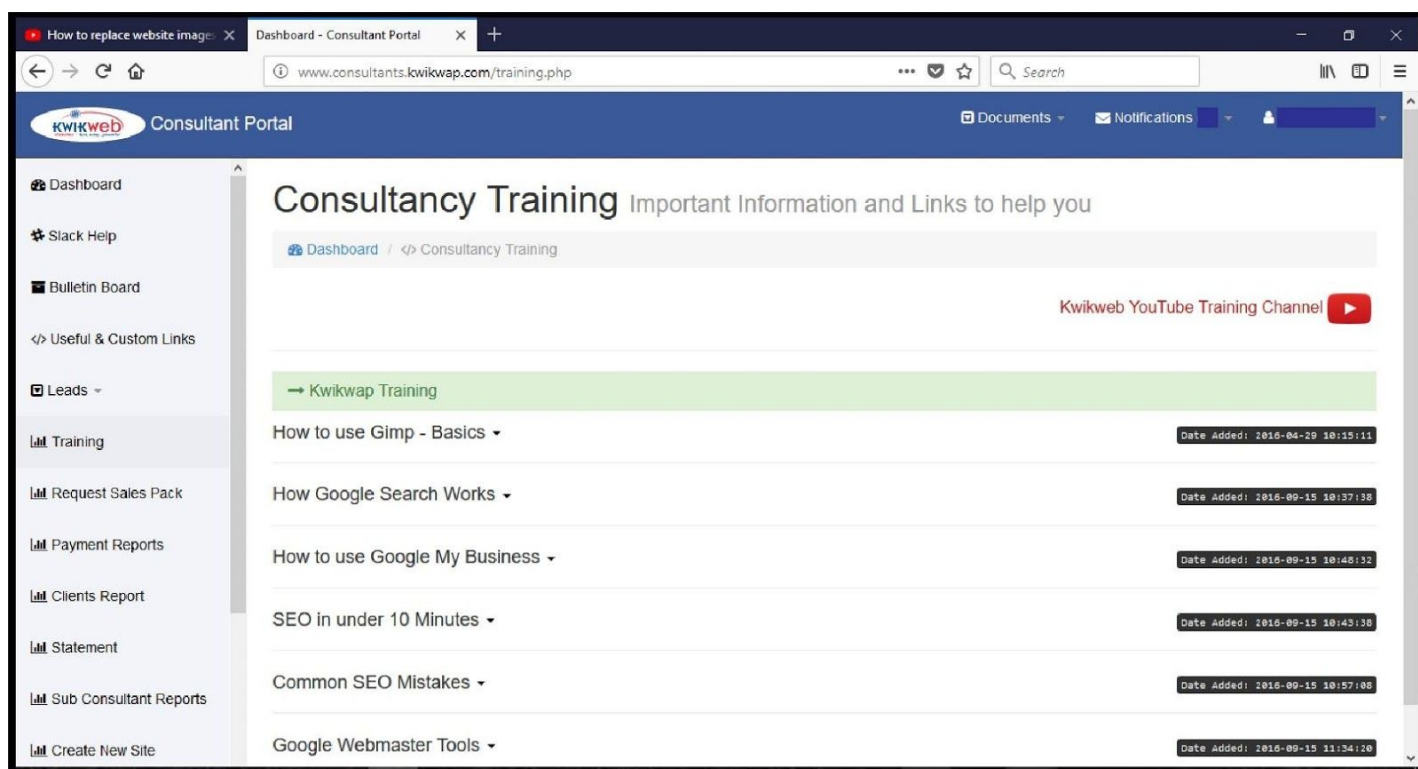 How to replace website images
Dashboard - Consultant Portal
www.consultants.kwikwap.com/training.php
Search
KWIKWEB Consultant Portal
Documents
Notifications
Dashboard
Slack Help
Bulletin Board
</> Useful & Custom Links
Leads
Training
Request Sales Pack
Payment Reports
Clients Report
Statement
Sub Consultant Reports
Create New Site
Consultancy Training Important Information and Links to help you
Dashboard / </> Consultancy Training
Kwikweb YouTube Training Channel
→ Kwikwap Training
How to use Gimp - Basics
Date Added: 2016-04-29 10:15:11
How Google Search Works
Date Added: 2016-09-15 10:37:38
How to use Google My Business
Date Added: 2016-09-15 10:48:32
SEO in under 10 Minutes
Date Added: 2016-09-15 10:43:38
Common SEO Mistakes
Date Added: 2016-09-15 10:57:08
Google Webmaster Tools
Date Added: 2016-09-15 11:34:20